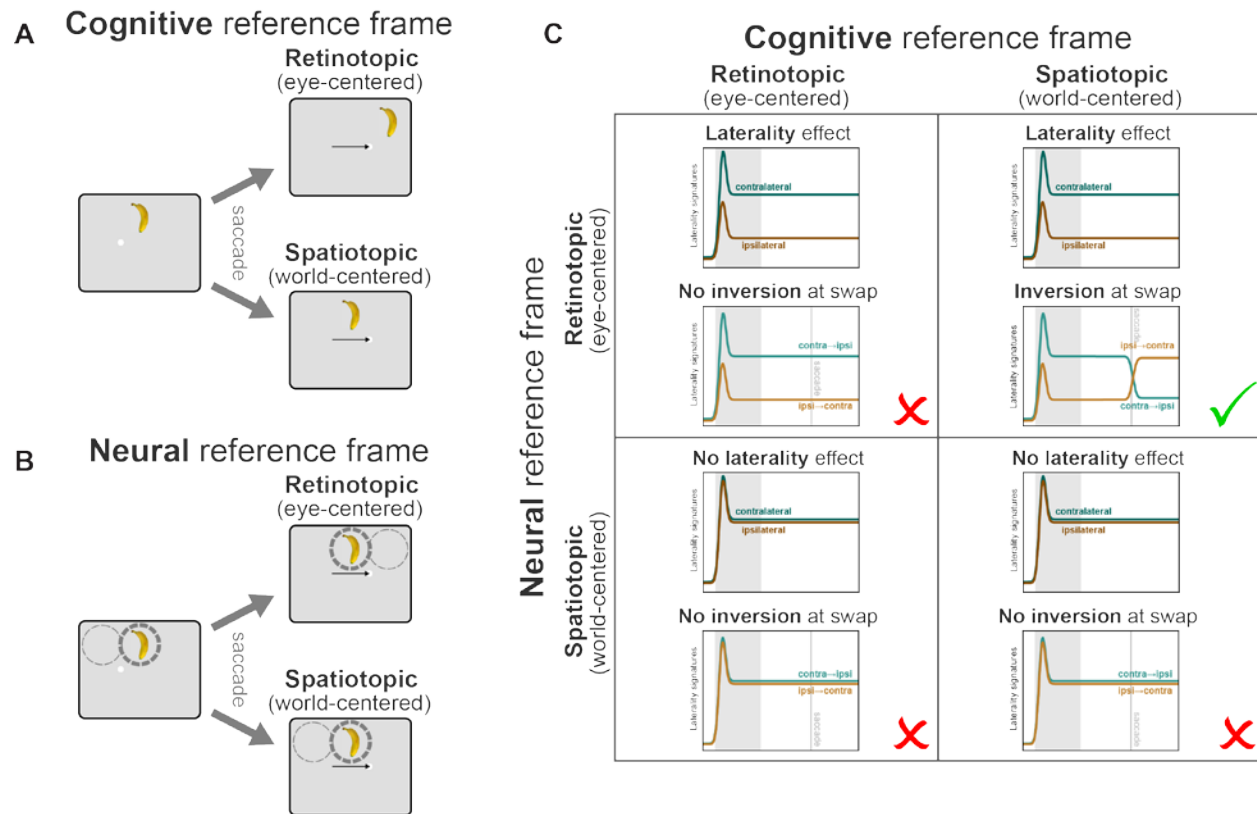 A
Cognitive reference frame
Retinotopic
(eye-centered)
saccade
Spatiotopic
(world-centered)
B
Neural reference frame
Retinotopic
(eye-centered)
saccade
Spatiotopic
(world-centered)
C
Cognitive reference frame
Retinotopic
(eye-centered)
Spatiotopic
(world-centered)
Neural reference frame
Retinotopic
(eye-centered)
Laterality effect
Laterality signatures
contralateral
ipsilateral
No inversion at swap
Laterality signatures
contra→ipsi
saccade
ipsi→contra
Laterality effect
Laterality signatures
contralateral
ipsilateral
Inversion at swap
Laterality signatures
saccade
ipsi→contra
contra→ipsi
Spatiotopic
(world-centered)
No laterality effect
Laterality signatures
contralateral
ipsilateral
No inversion at swap
Laterality signatures
contra→ipsi
ipsi→contra
saccade
No laterality effect
Laterality signatures
contralateral
ipsilateral
No inversion at swap
Laterality signatures
contra→ipsi
ipsi→contra
saccade